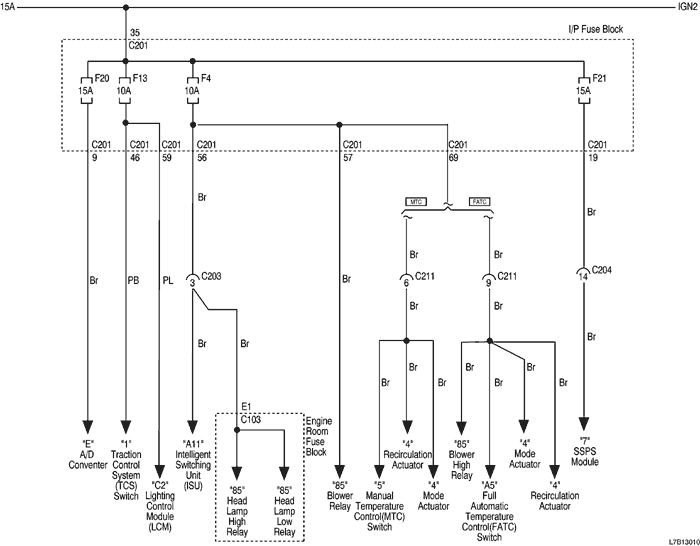 15A
IGN2
35
C201
I/P Fuse Block
F20
15A
F13
10A
F4
10A
F21
15A
C201
9
C201
46
C201
59
C201
56
C201
57
C201
69
C201
19
Br
Br
MTC
FATC
Br
Br
C203
3
C211
6
C211
9
C204
14
Br
PB
PL
Br
Br
Br
Br
Br
Br
Br
Br
Br
Br
Br
Br
E1
C103
Engine
Room
Fuse
Block
"E"
A/D
Conventer
"1"
Traction
Control
System
(TCS)
Switch
"C2"
Lighting
Control
Module
(LCM)
"A11"
Intelligent
Switching
Unit
(ISU)
"85"
Head
Lamp
High
Relay
"85"
Head
Lamp
Low
Relay
"85"
Blower
Relay
"5"
Manual
Temperature
Control(MTC)
Switch
"4"
Recirculation
Actuator
"4"
Mode
Actuator
"85"
Blower
High
Relay
"A5"
Full
Automatic
Temperature
Control(FATC)
Switch
"4"
Mode
Actuator
"4"
Recirculation
Actuator
"7"
SSPS
Module
L7B13010